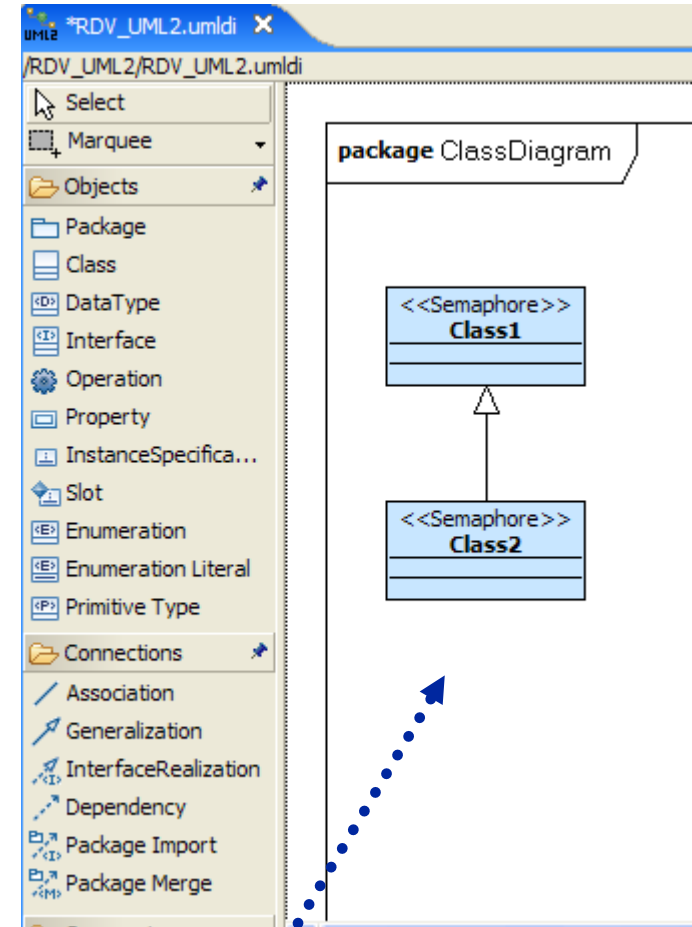 *RDV_UML2.umldi
UML2
/RDV_UML2/RDV_UML2.umldi
Select
Marquee
Objects
Package
Class
<D> DataType
<I> Interface
Operation
Property
InstanceSpecifica...
Slot
<E> Enumeration
<E> Enumeration Literal
<P> Primitive Type
Connections
Association
Generalization
<I> InterfaceRealization
Dependency
<I> Package Import
<M> Package Merge
package ClassDiagram
<<Semaphore>>
Class1
<<Semaphore>>
Class2